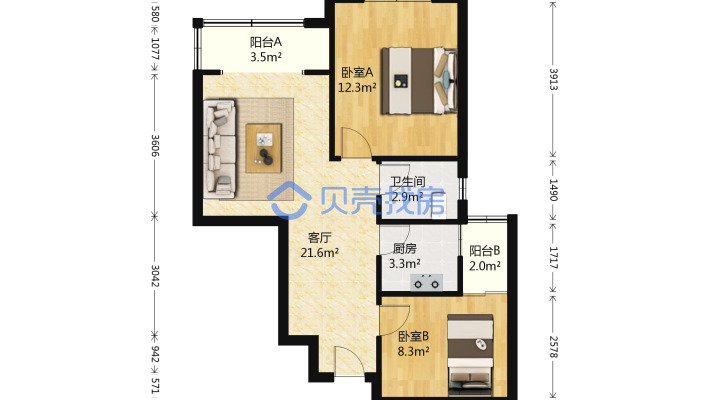 580
1077
3606
3042
942
571
阳台A
3.5m²
卧室A
12.3m²
卫生间
2.9m²
贝壳找房
客厅
21.6m²
厨房
3.3m²
阳台B
2.0m²
卧室B
8.3m²
3913
1490
1717
2578